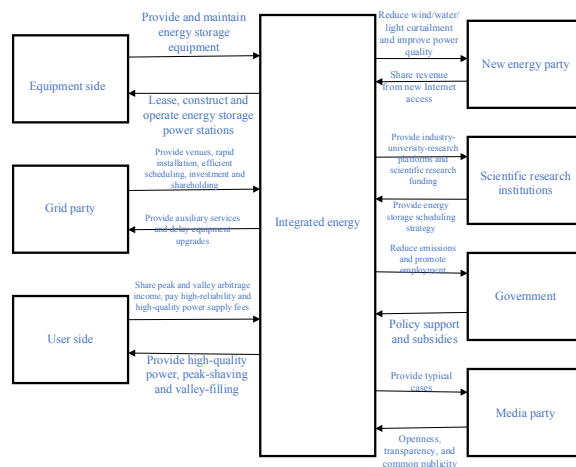 Provide and maintain
energy storage
equipment
Equipment side
Lease, construct and
operate energy storage
power stations
Provide venues, rapid
installation, efficient
scheduling, investment and
shareholding
Grid party
Provide auxiliary services
and delay equipment
upgrades
Share peak and valley arbitrage
income, pay high-reliability and
high-quality power supply fees
User side
Provide high-quality
power, peak-shaving
and valley-filling
Integrated energy
Reduce wind/water/
light curtailment
and improve power
quality
New energy party
Share revenue
from new Internet
access
Provide industry-
university-research
platforms and
scientific research
funding
Scientific research
institutions
Provide energy
storage scheduling
strategy
Reduce emissions
and promote
employment
Government
Policy support
and subsidies
Provide typical
cases
Media party
Openness,
transparency, and
common publicity